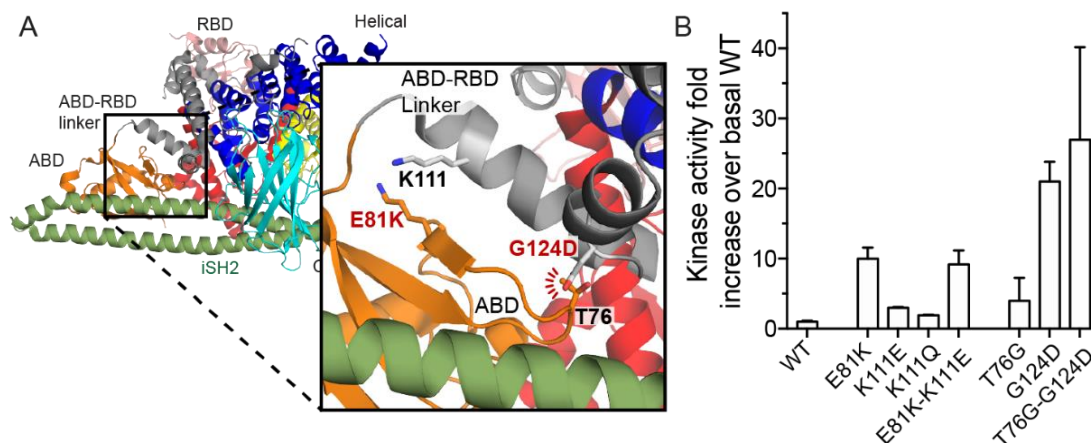 A
RBD
Helical
ABD-RBD
linker
ABD
iSH2
C
ABD-RBD
Linker
K111
E81K
G124D
ABD
T76
B
Kinase activity fold
increase over basal WT
40
30
20
10
0
WT
E81K
K111E
K111Q
E81K-K111E
T76G
G124D
T76G-G124D